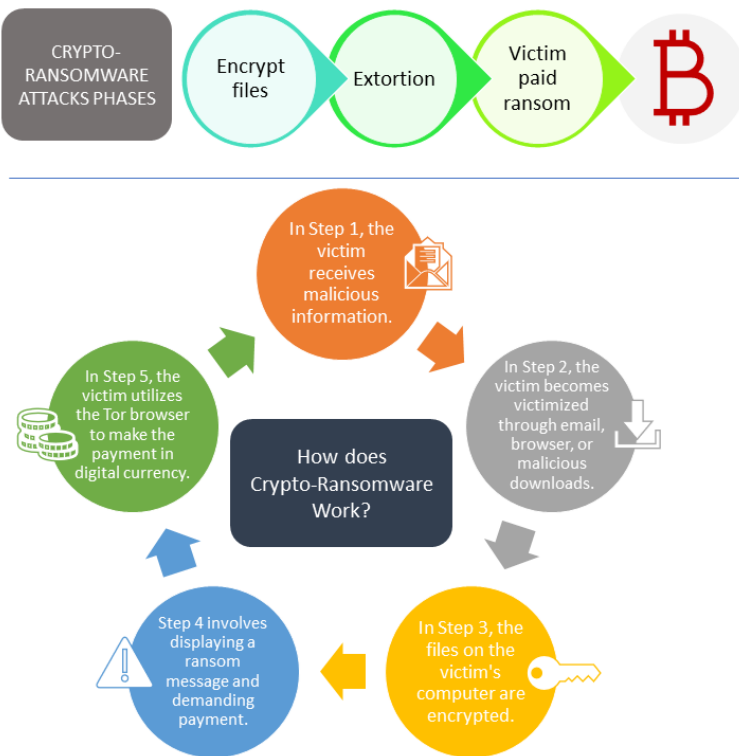 CRYPTO-
RANSOMWARE
ATTACKS PHASES
Encrypt
files
Extortion
Victim
paid
ransom
In Step 1, the
victim
receives
malicious
information.
In Step 2, the
victim becomes
victimized
through email,
browser, or
malicious
downloads.
In Step 3, the
files on the
victim's
computer are
encrypted.
Step 4 involves
displaying a
ransom
message and
demanding
payment.
In Step 5, the
victim utilizes
the Tor browser
to make the
payment in
digital currency.
How does
Crypto-Ransomware
Work?